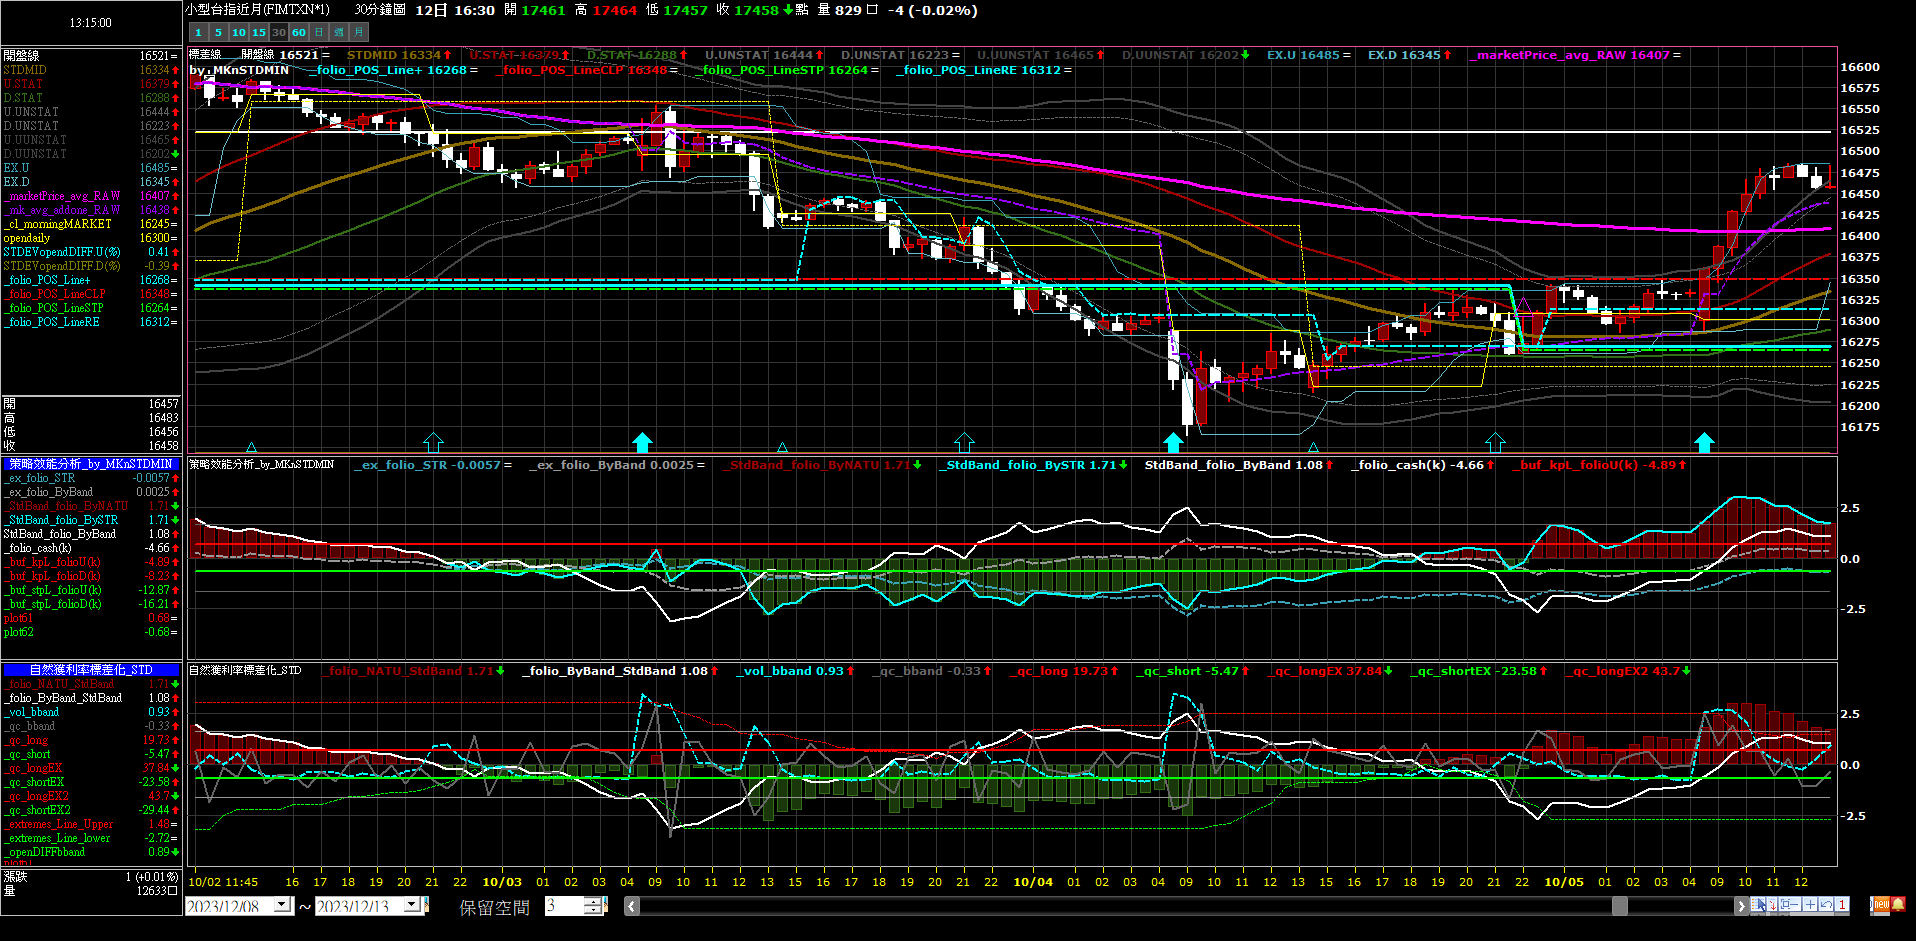 13:15:00
小型台指近月(FIMTXN*1) 30分鐘圖 12日 16:30 開 17461 高 17464 低 17457 收 17458 點 量 829 口 -4 (-0.02%)
1 5 10 15 30 60 日 週 月
開盤線 16521=
STDMID 16334
U.STAT 16379
D.STAT 16288
U.UNSTAT 16444
D.UNSTAT 16223
U.UUNSTAT 16465
D.UUNSTAT 16202
EX.U 16485=
EX.D 16345
_marketPrice_avg_RAW 16407
_mk_avg_addons_RAW 16438
_cl_morningMARKET 16245=
opendaily 16300=
STDEVopendDIFF.U(%) 0.41
STDEVopendDIFF.D(%) -0.39
_folio_POS_Line+ 16268=
_folio_POS_LineCLP 16348=
_folio_POS_LineSTP 16264=
_folio_POS_LineRE 16312=
開 16457
高 16483
低 16456
收 16458
標差線 開盤線 16521 = STDMID 16334 U.STAT 16379 D.STAT 16288 U.UNSTAT 16444 D.UNSTAT 16223 = U.UUNSTAT 16465 D.UUNSTAT 16202 EX.U 16485 = EX.D 16345 _marketPrice_avg_RAW 16407 =
by_MKnSTDMIN _folio_POS_Line+ 16268 = _folio_POS_LineCLP 16348 = _folio_POS_LineSTP 16264 = _folio_POS_LineRE 16312 =
16600
16575
16550
16525
16500
16475
16450
16425
16400
16375
16350
16325
16300
16275
16250
16225
16200
16175
策略效能分析_by_MKnSTDMIN
_ex_folio_STR -0.0057
_ex_folio_ByBand 0.0025
_StdBand_folio_ByNATU 1.71
_StdBand_folio_BySTR 1.71
StdBand_folio_ByBand 1.08
_folio_cash(k) -4.66
_buf_kpL_folioU(k) -4.89
_buf_kpL_folioD(k) -8.23
_buf_stpL_folioU(k) -12.87
_buf_stpL_folioD(k) -16.21
plot61 0.68=
plot62 -0.68=
策略效能分析_by_MKnSTDMIN _ex_folio_STR -0.0057 = _ex_folio_ByBand 0.0025 = _StdBand_folio_ByNATU 1.71 _StdBand_folio_BySTR 1.71 StdBand_folio_ByBand 1.08 _folio_cash(k) -4.66 _buf_kpL_folioU(k) -4.89
2.5
0.0
-2.5
自然獲利率標差化_STD
_folio_NATU_StdBand 1.71
_folio_ByBand_StdBand 1.08
_vol_bband 0.93
_qc_bband -0.33
_qc_long 19.73
_qc_short -5.47
_qc_longEX 37.84
_qc_shortEX -23.58
_qc_longEX2 43.7
_qc_shortEX2 -29.44
_extremes_Line_Upper 1.48=
_extremes_Line_lower -2.72=
_openDIFFbband 0.89
漲跌 1 (+0.01%)
量 12633口
自然獲利率標差化_STD _folio_NATU_StdBand 1.71 _folio_ByBand_StdBand 1.08 _vol_bband 0.93 qc_bband -0.33 _qc_long 19.73 _qc_short -5.47 _qc_longEX 37.84 _qc_shortEX -23.58 _qc_longEX2 43.7
2.5
0.0
-2.5
10/02 11:45 16 17 18 19 20 21 22 10/03 01 02 03 04 09 10 11 12 13 15 16 17 18 19 20 21 22 10/04 01 02 03 04 09 10 11 12 13 15 16 17 18 19 20 21 22 10/05 01 02 03 04 09 10 11 12
2023/12/08 ~ 2023/12/13 保留空間 3
1 new